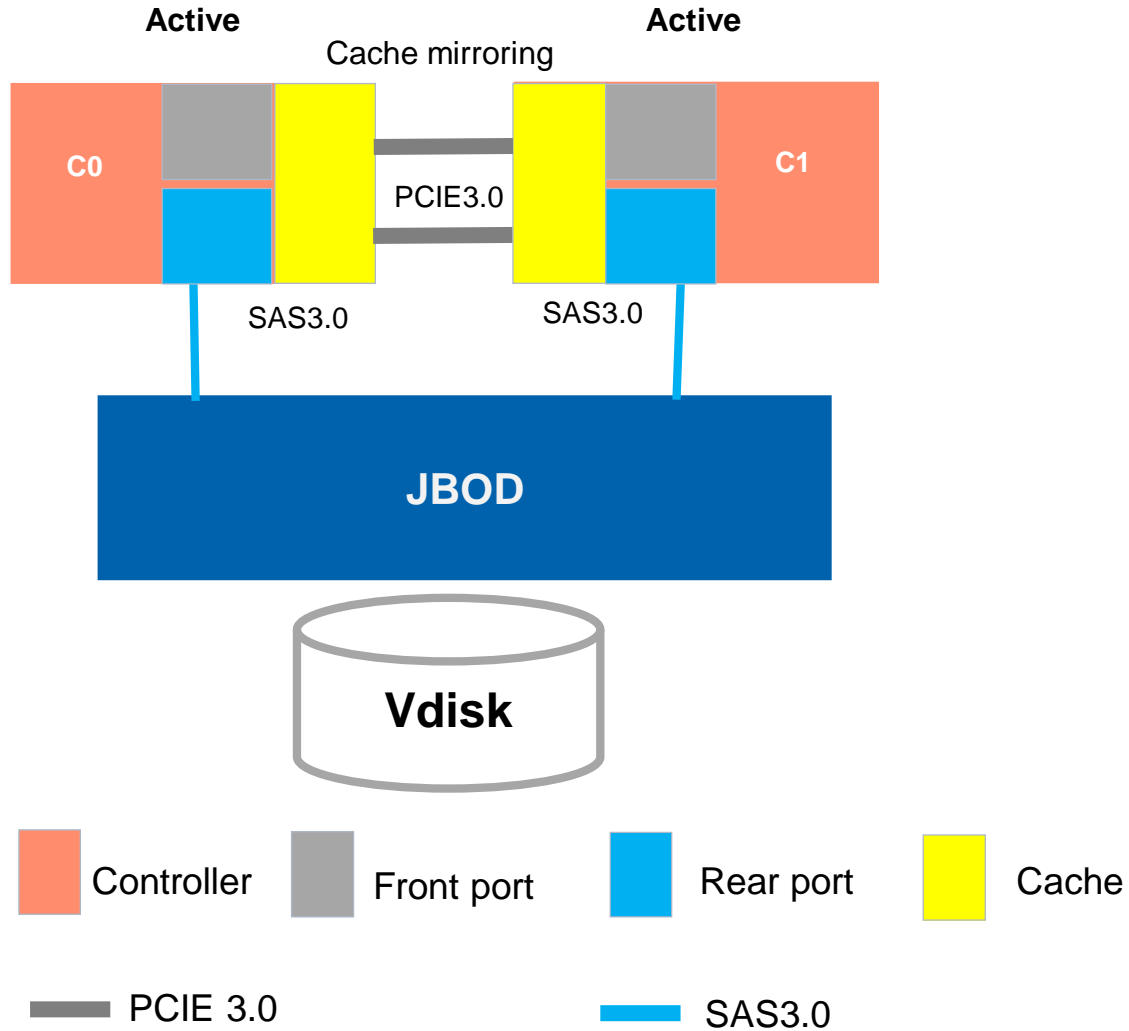 Active
Active
Cache mirroring
C0
C1
PCIE3.0
SAS3.0
SAS3.0
JBOD
Vdisk
Controller
Front port
Rear port
Cache
PCIE 3.0
SAS3.0